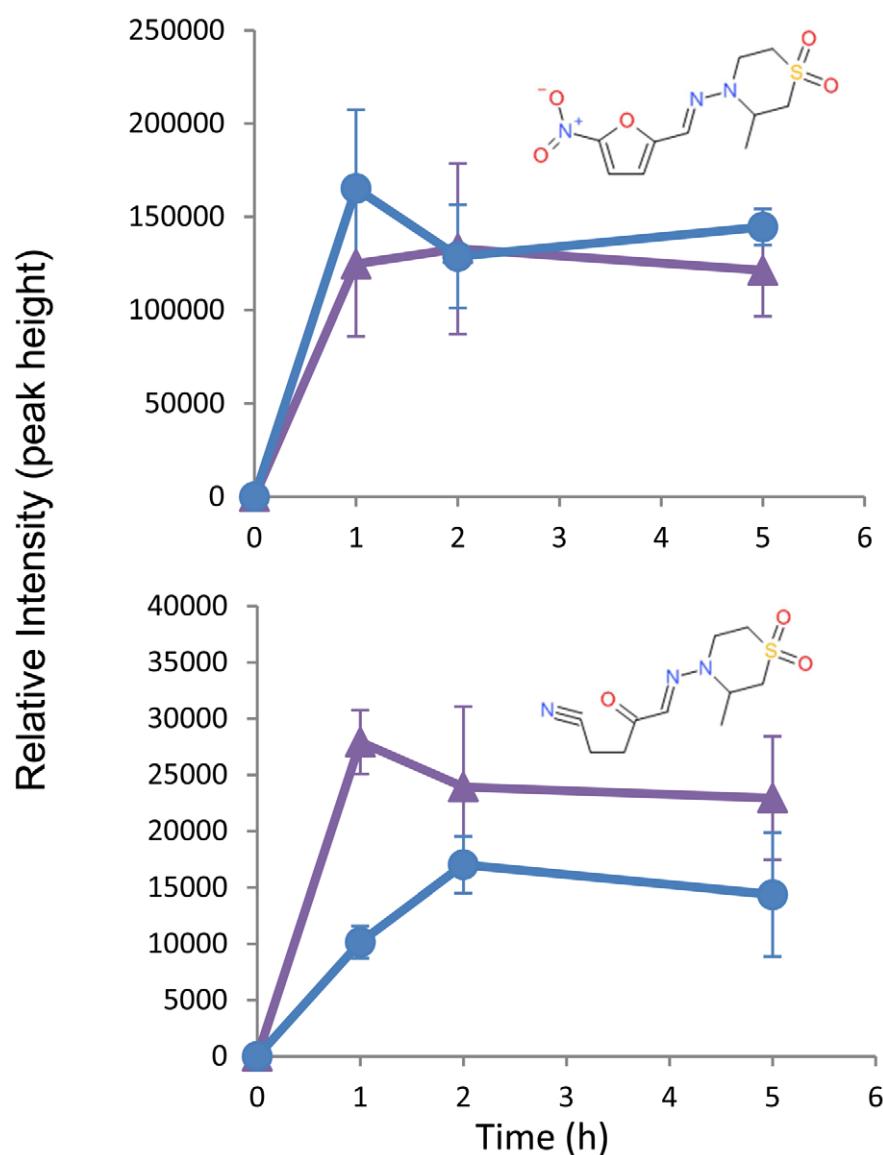 Relative Intensity (peak height)
250000
200000
150000
100000
50000
0
0 1 2 3 4 5 6
O S O
N N
O N O
− +
O
40000
35000
30000
25000
20000
15000
10000
5000
0
0 1 2 3 4 5 6
O S O
N N
O
N
Time (h)